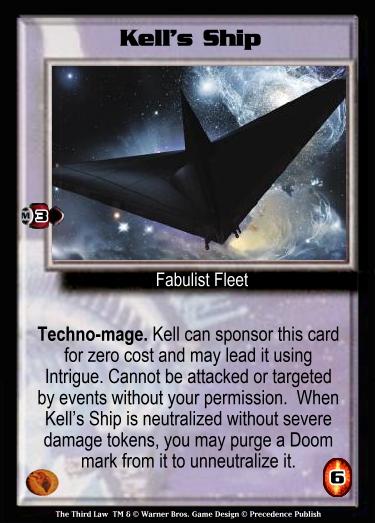 Kell's Ship
M 3
Fabulist Fleet
Techno-mage. Kell can sponsor this card
for zero cost and may lead it using
Intrigue. Cannot be attacked or targeted
by events without your permission. When
Kell's Ship is neutralized without severe
damage tokens, you may purge a Doom
mark from it to unneutralize it.
6
The Third Law TM & © Warner Bros. Game Design © Precedence Publish